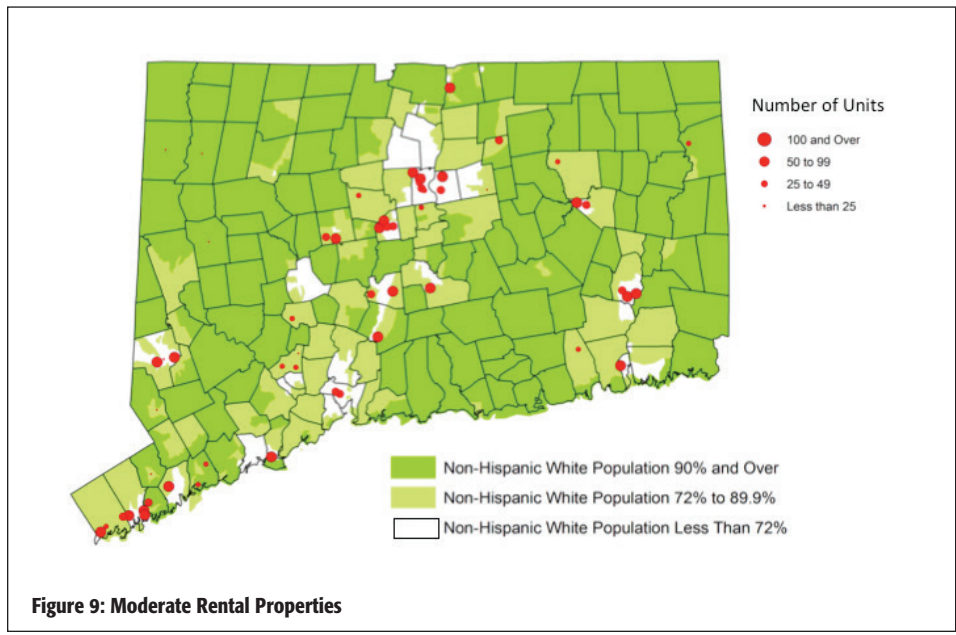 Number of Units
100 and Over
50 to 99
25 to 49
Less than 25
Non-Hispanic White Population 90% and Over
Non-Hispanic White Population 72% to 89.9%
Non-Hispanic White Population Less Than 72%
Figure 9: Moderate Rental Properties